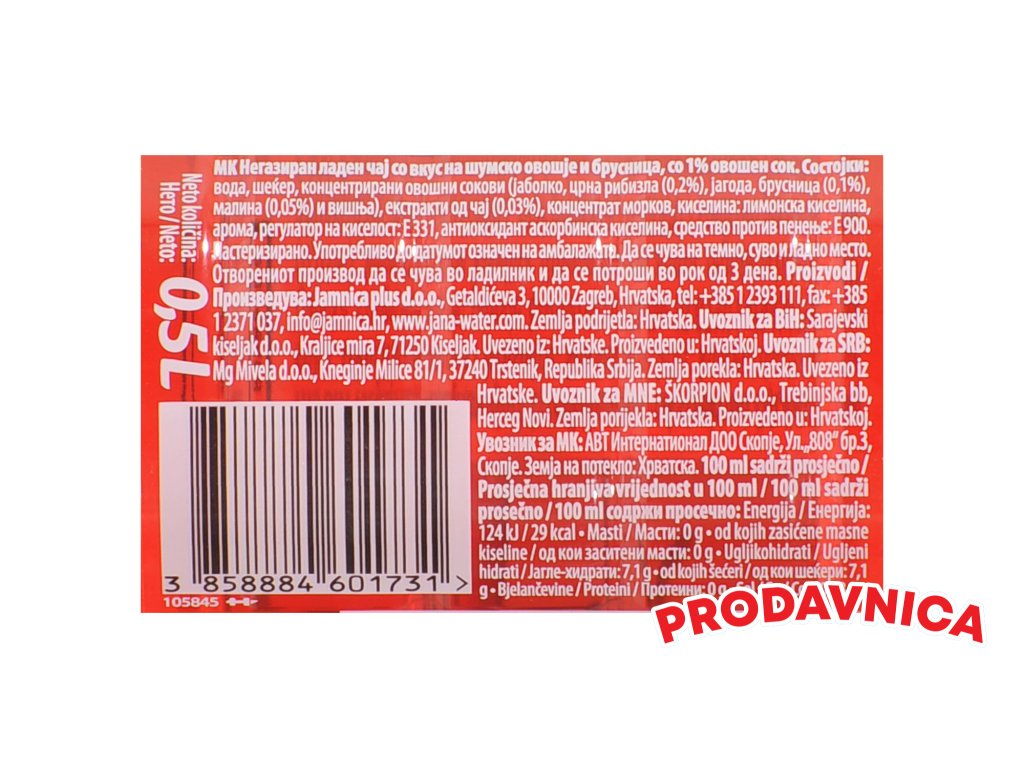 МК Негазиран ладен чај со вкус на шумско овошје и брусница, со 1% овошен сок. Состојки:
вода, шеќер, концентрирани овошни сокови (јаболко, црна рибизла (0,2%), јагода, брусница (0,1%),
малина (0,05%) и вишња), екстракти од чај (0,03%), концентрат морков, киселина: лимонска киселина,
арома, регулатор на киселост: Е 331, антиоксидант аскорбинска киселина, средство против пенење: Е 900.
Пастеризирано. Употребливо до: датумот означен на амбалажата. Да се чува на темно, суво и ладно место.
Отворениот производ да се чува во ладилник и да се потроши во рок од 3 дена. Proizvodi /
Произведува: Jamnica plus d.o.o., Getaldićeva 3, 10000 Zagreb, Hrvatska, tel: +385 1 2393 111, fax: +385
1 2371 037, info@jamnica.hr, www.jana-water.com. Zemlja podrijetla: Hrvatska. Uvoznik za BiH: Sarajevski
kiseljak d.o.o., Kraljice mira 7, 71250 Kiseljak. Uvezeno iz: Hrvatske. Proizvedeno u: Hrvatskoj. Uvoznik za SRB:
Mg Mivela d.o.o., Kneginje Milice 81/1, 37240 Trstenik, Republika Srbija. Zemlja porekla: Hrvatska. Uvezeno iz
Hrvatske. Uvoznik za MNE: ŠKORPION d.o.o., Trebinjska bb,
Herceg Novi. Zemlja porijekla: Hrvatska. Proizvedeno u: Hrvatskoj.
Увозник за МК: АВТ Интернационал ДОО Скопје, Ул.„808“ бр.3,
Скопје. Земја на потекло: Хрватска. 100 ml sadrži prosječno /
Prosječna hranjiva vrijednost u 100 ml / 100 ml sadrži
prosečno / 100 ml содржи просечно: Energija / Енергија:
124 kJ / 29 kcal • Masti / Масти: 0 g • od kojih zasićene masne
kiseline / од кои заситени масти: 0 g • Ugljikohidrati / Ugljeni
hidrati / Јагле-хидрати: 7,1 g • od kojih šećeri / од кои шеќери: 7,1
g • Bjelančevine / Proteini / Протеини: 0 g
Neto količina:
Нето / Neto:
0,5L
3 858884 601731 >
105845
PRODAVNICA